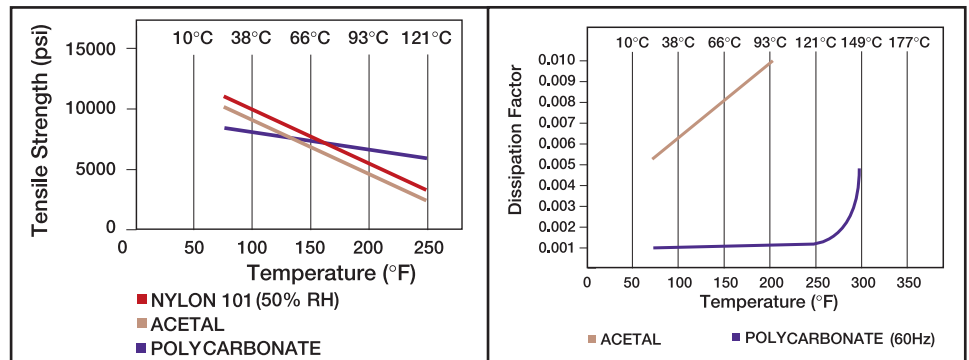 Tensile Strength (psi)
10°C 38°C 66°C 93°C 121°C
15000
10000
5000
0
0 50 100 150 200 250
Temperature (°F)
NYLON 101 (50% RH)
ACETAL
POLYCARBONATE
Dissipation Factor
10°C 38°C 66°C 93°C 121°C 149°C 177°C
0.010
0.009
0.008
0.007
0.006
0.005
0.004
0.003
0.002
0.001
0 50 100 150 200 250 300 350
Temperature (°F)
ACETAL
POLYCARBONATE (60Hz)